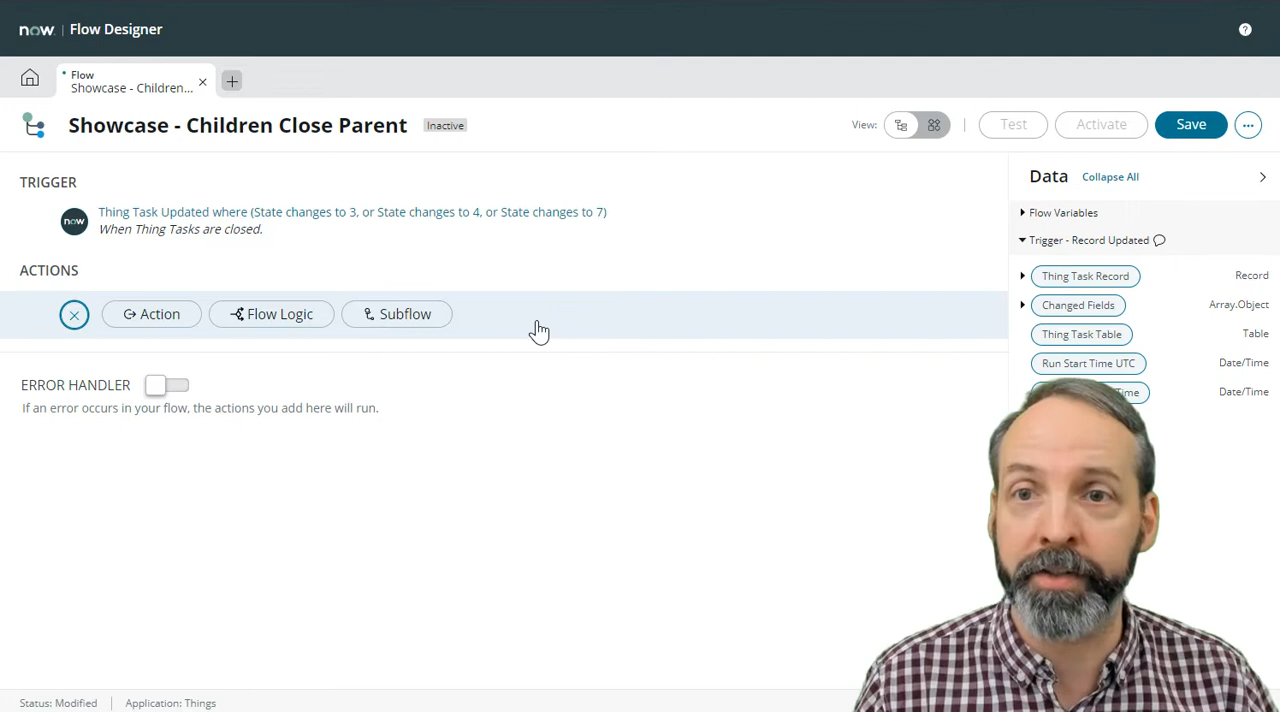 now. | Flow Designer
Flow
Showcase - Children...
Showcase - Children Close Parent
Inactive
View:
Test
Activate
Save
TRIGGER
Thing Task Updated where (State changes to 3, or State changes to 4, or State changes to 7)
When Thing Tasks are closed.
now
ACTIONS
Action
Flow Logic
Subflow
ERROR HANDLER
If an error occurs in your flow, the actions you add here will run.
Data
Collapse All
Flow Variables
Trigger - Record Updated
Thing Task Record
Record
Changed Fields
Array.Object
Thing Task Table
Table
Run Start Time UTC
Date/Time
Date/Time
Status: Modified
Application: Things